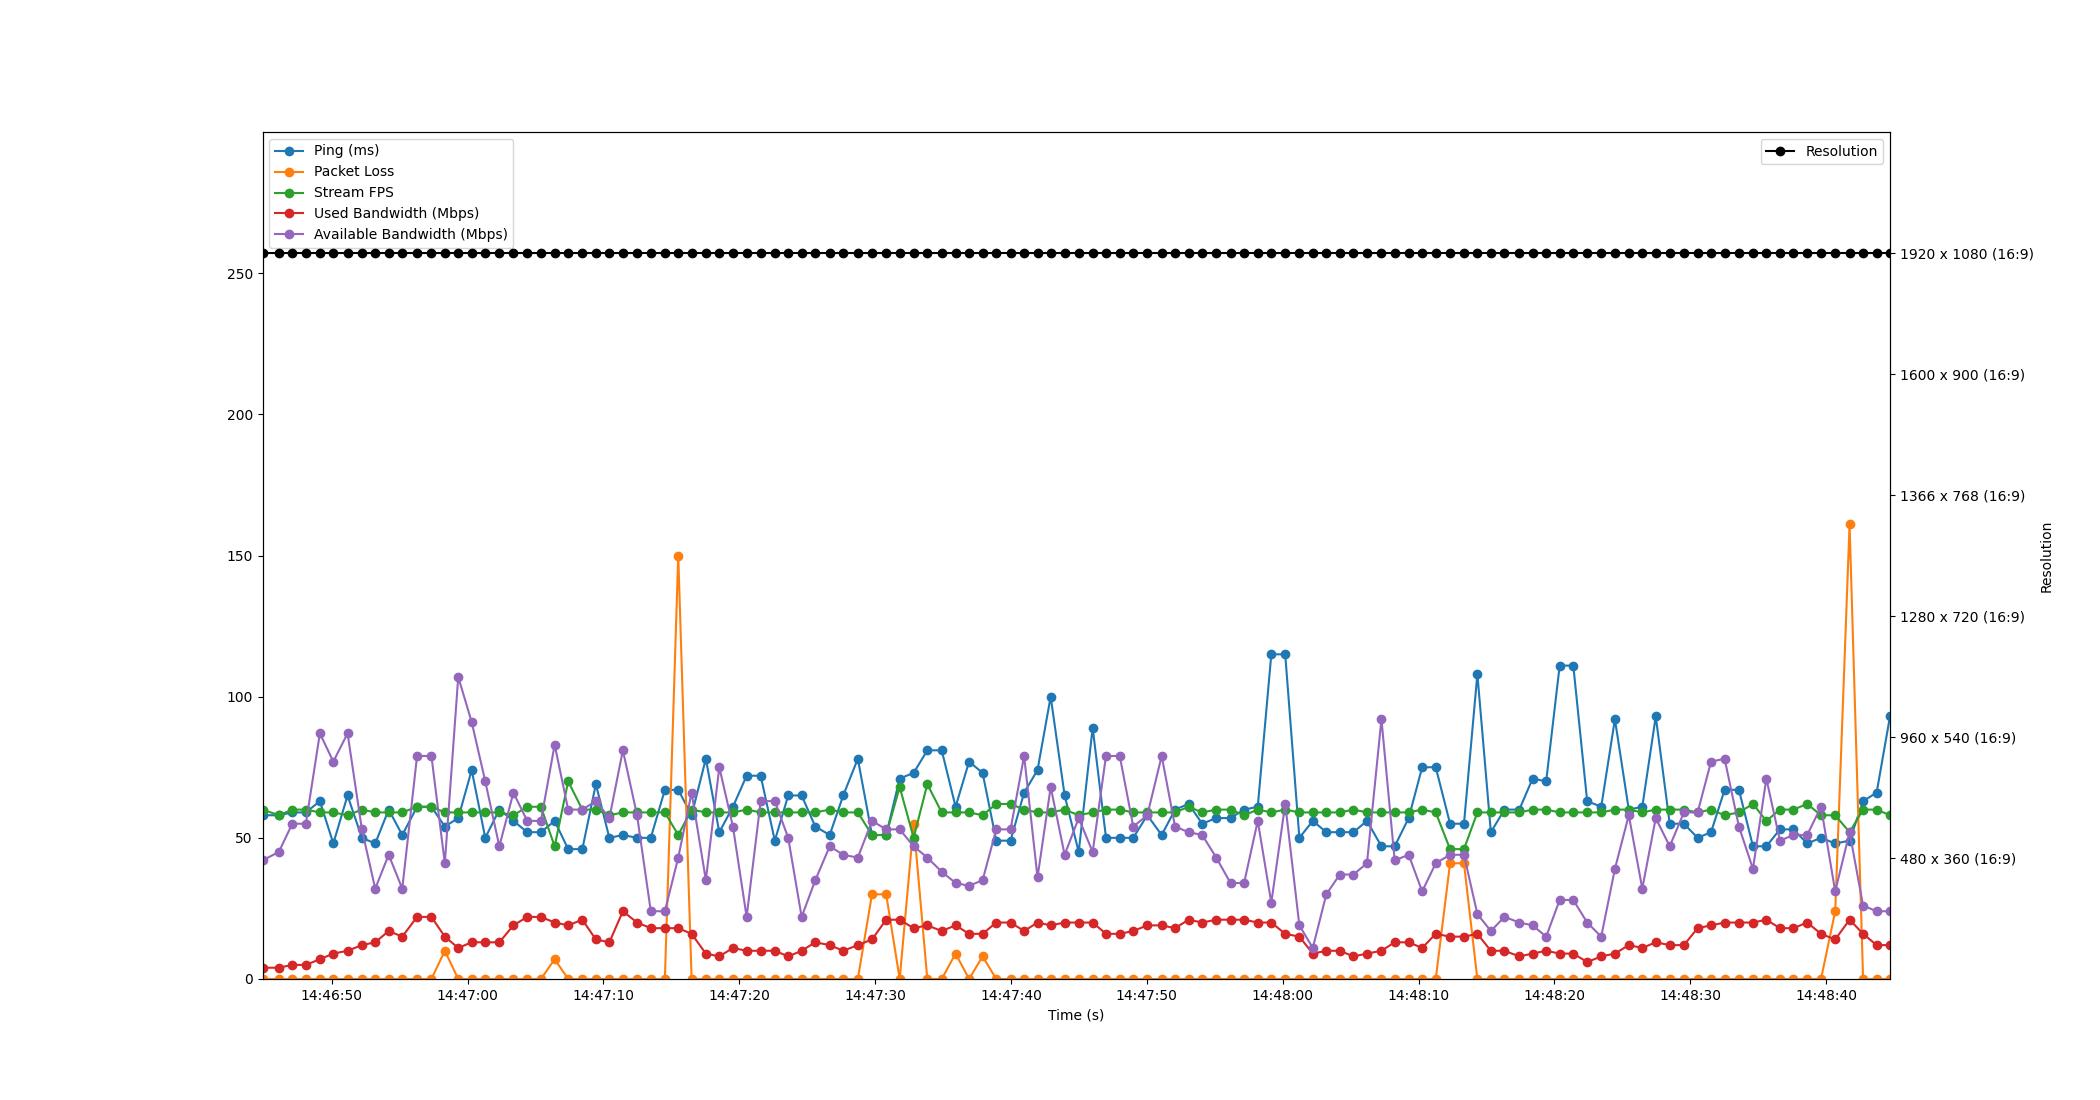 Ping (ms)
Packet Loss
Stream FPS
Used Bandwidth (Mbps)
Available Bandwidth (Mbps)
Resolution
250
200
150
100
50
0
1920 x 1080 (16:9)
1600 x 900 (16:9)
1366 x 768 (16:9)
1280 x 720 (16:9)
960 x 540 (16:9)
480 x 360 (16:9)
Resolution
14:46:50 14:47:00 14:47:10 14:47:20 14:47:30 14:47:40 14:47:50 14:48:00 14:48:10 14:48:20 14:48:30 14:48:40
Time (s)